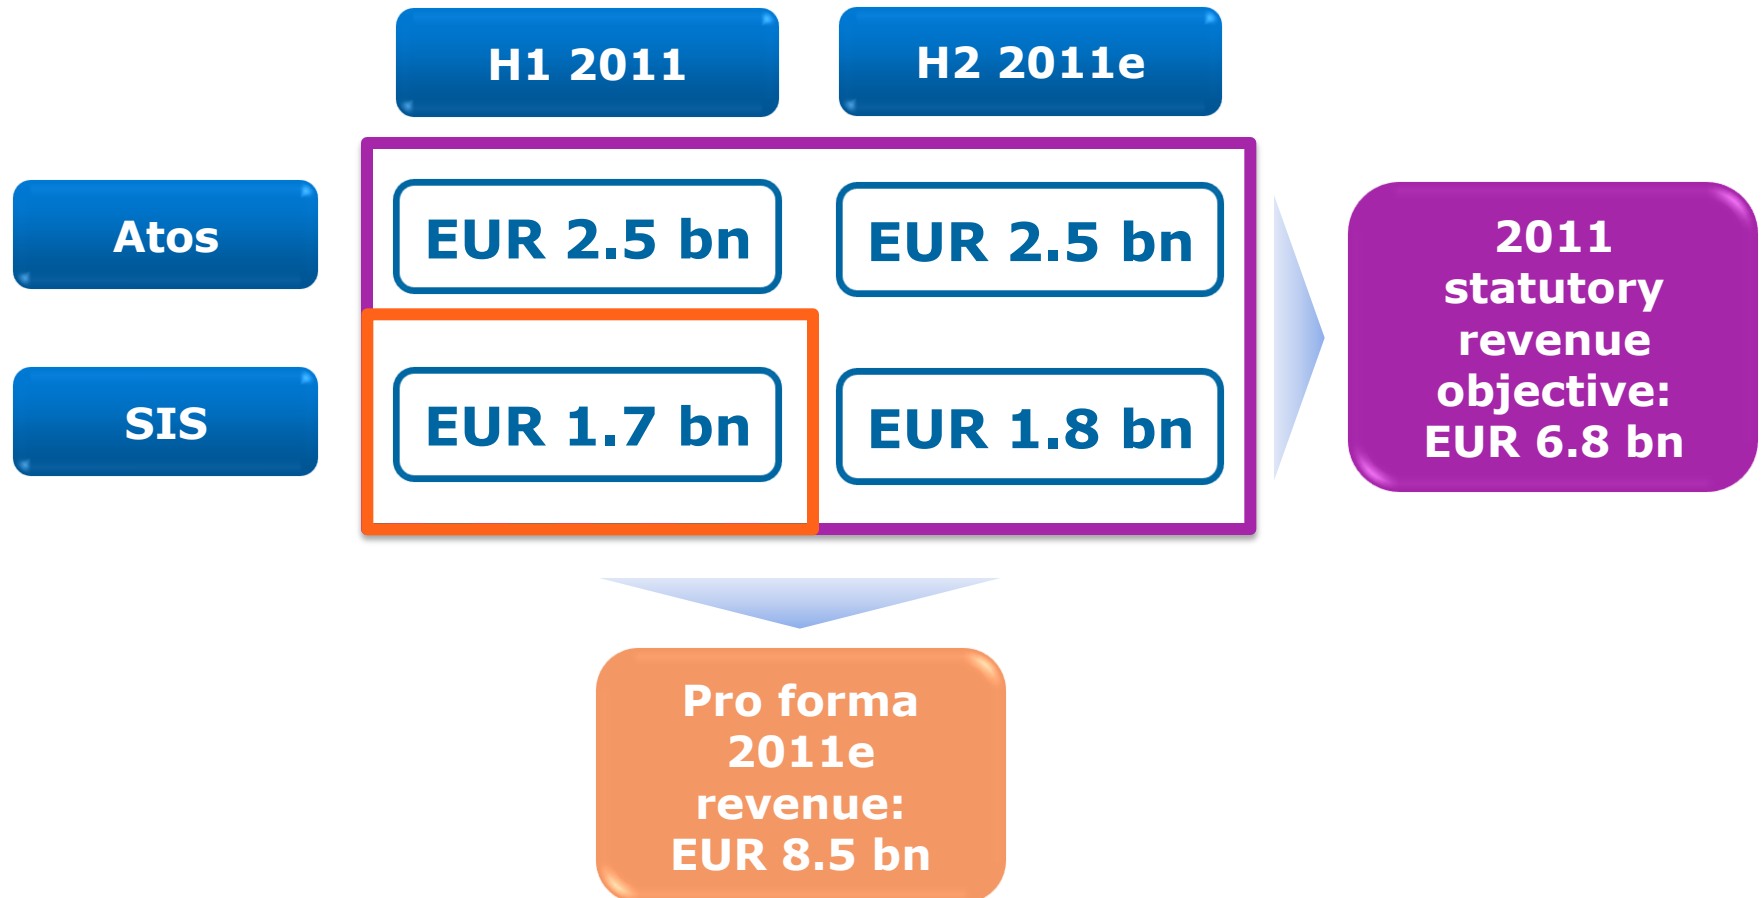 H1 2011
H2 2011e
Atos
EUR 2.5 bn
EUR 2.5 bn
SIS
EUR 1.7 bn
EUR 1.8 bn
2011
statutory
revenue
objective:
EUR 6.8 bn
Pro forma
2011e
revenue:
EUR 8.5 bn